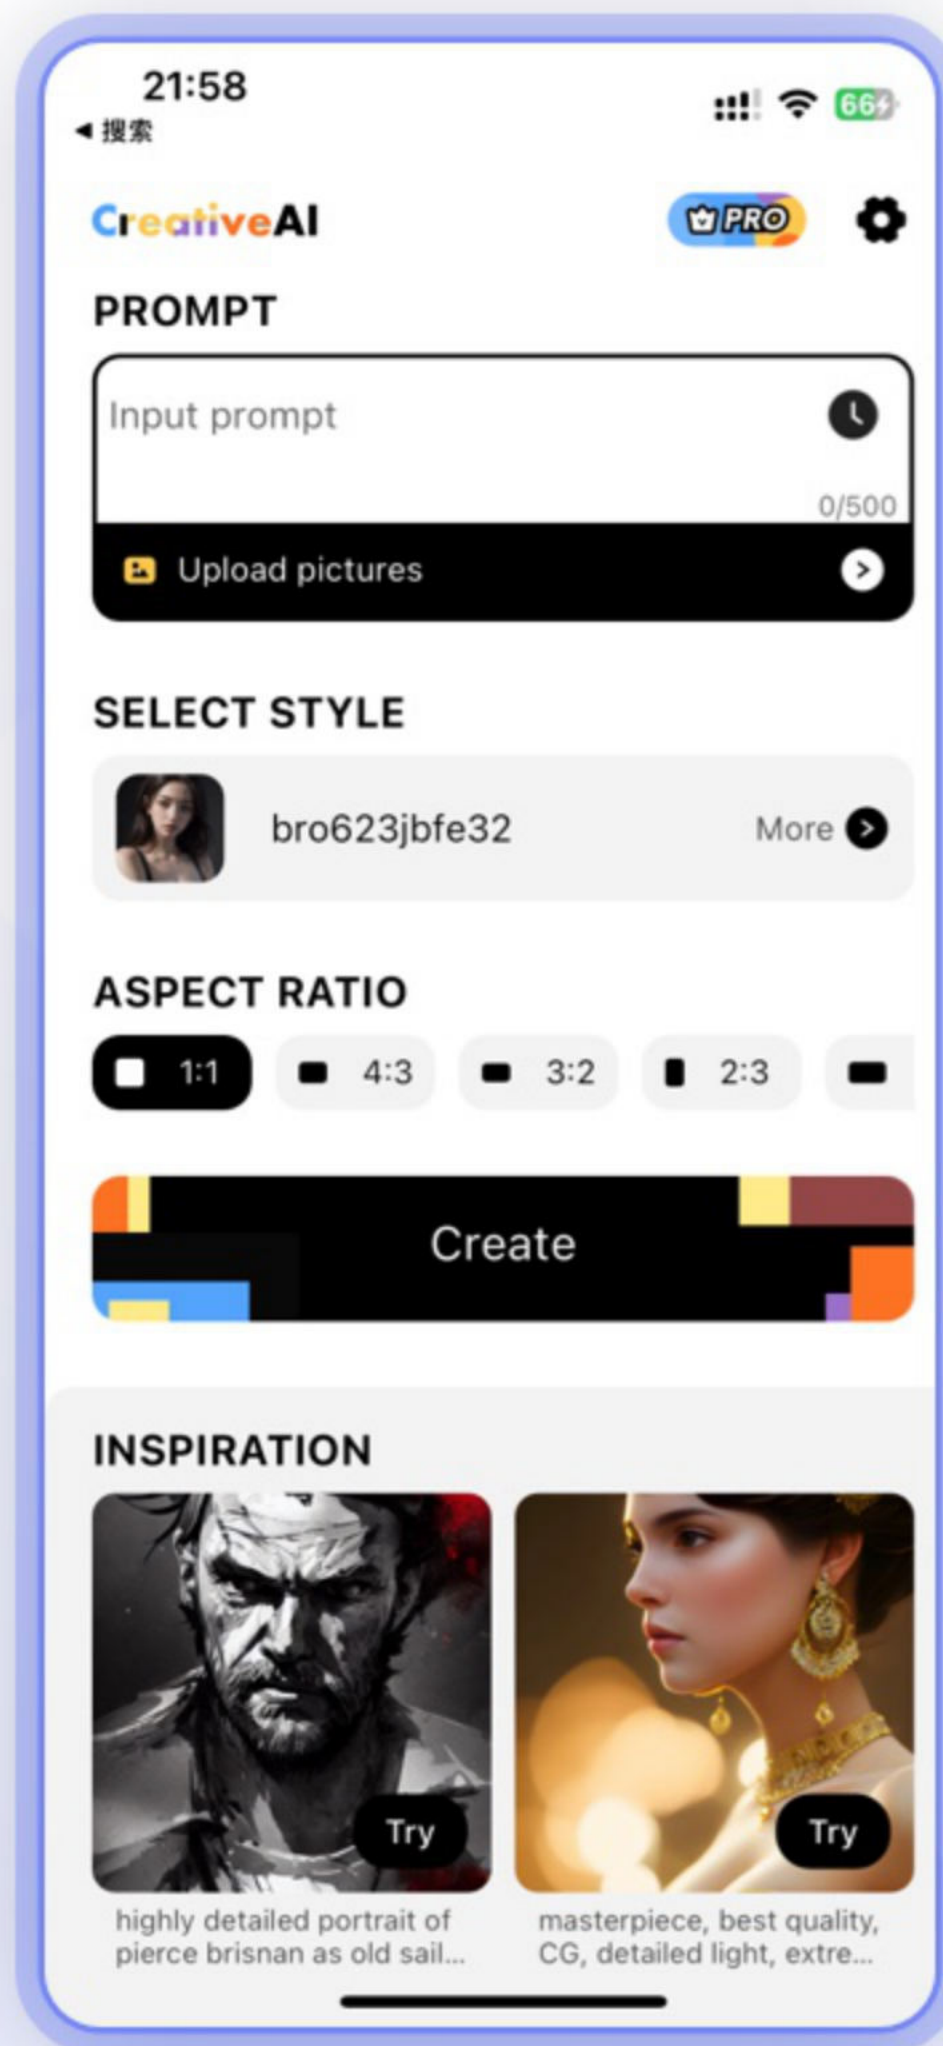 21:58
66
◀ 搜索
CreativeAI
PRO
PROMPT
Input prompt
0/500
Upload pictures
SELECT STYLE
bro623jbfe32
More
ASPECT RATIO
1:1
4:3
3:2
2:3
Create
INSPIRATION
Try
Try
highly detailed portrait of
pierce brisnan as old sail...
masterpiece, best quality,
CG, detailed light, extre...